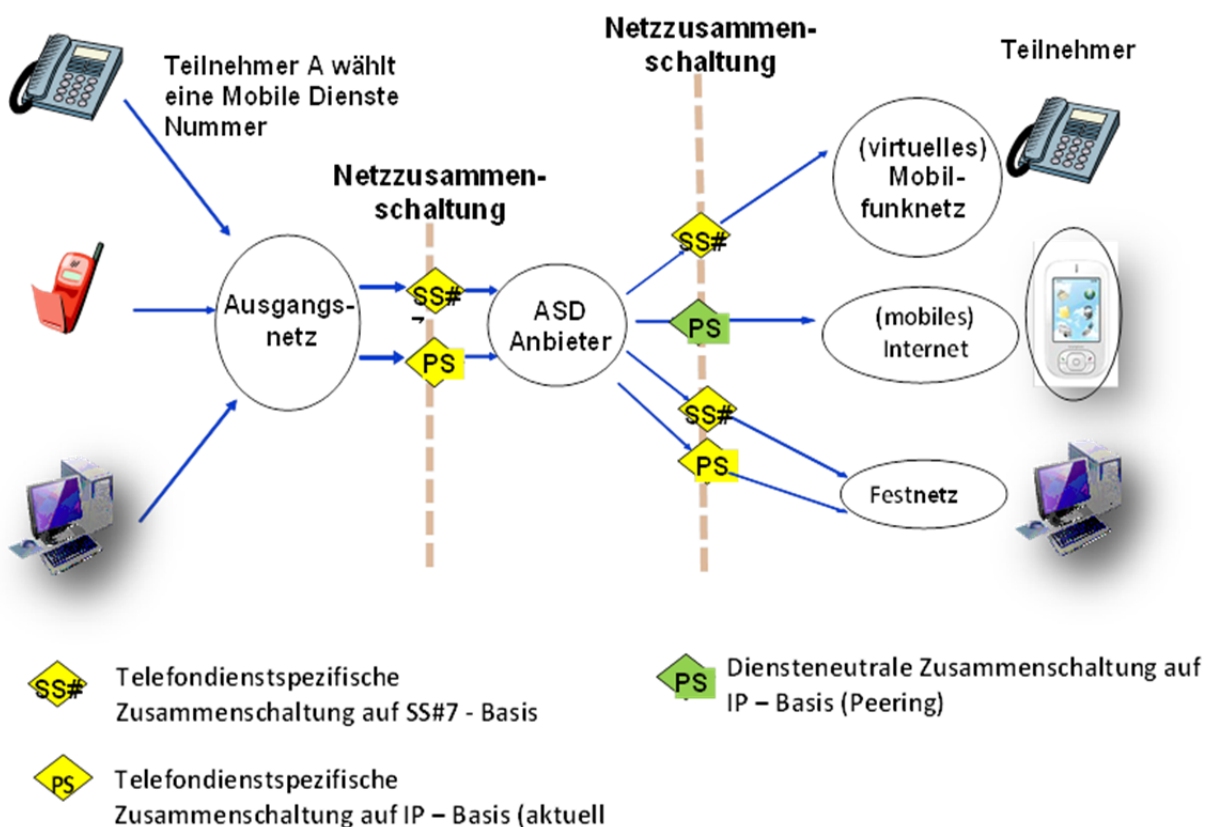 Teilnehmer A wählt
eine Mobile Dienste
Nummer
Netzzusammen-
schaltung
Netzzusammen-
schaltung
Teilnehmer
Ausgangs-
netz
SS#
PS
ASD
Anbieter
SS#
PS
SS#
PS
(virtuelles)
Mobil-
funknetz
(mobiles)
Internet
Festnetz
SS#
Telefondienstspezifische
Zusammenschaltung auf SS#7 - Basis
PS
Diensteneutrale Zusammenschaltung auf
IP – Basis (Peering)
PS
Telefondienstspezifische
Zusammenschaltung auf IP – Basis (aktuell